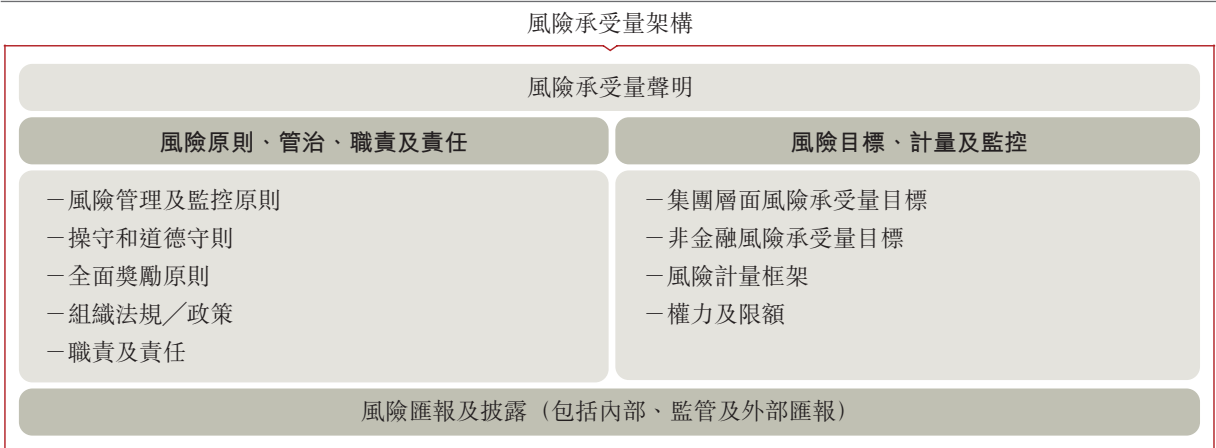 風險承受量架構
風險承受量聲明
風險原則、管治、職責及責任
－風險管理及監控原則
－操守和道德守則
－全面獎勵原則
－組織法規╱政策
－職責及責任
風險目標、計量及監控
－集團層面風險承受量目標
－非金融風險承受量目標
－風險計量框架
－權力及限額
風險匯報及披露（包括內部、監管及外部匯報）